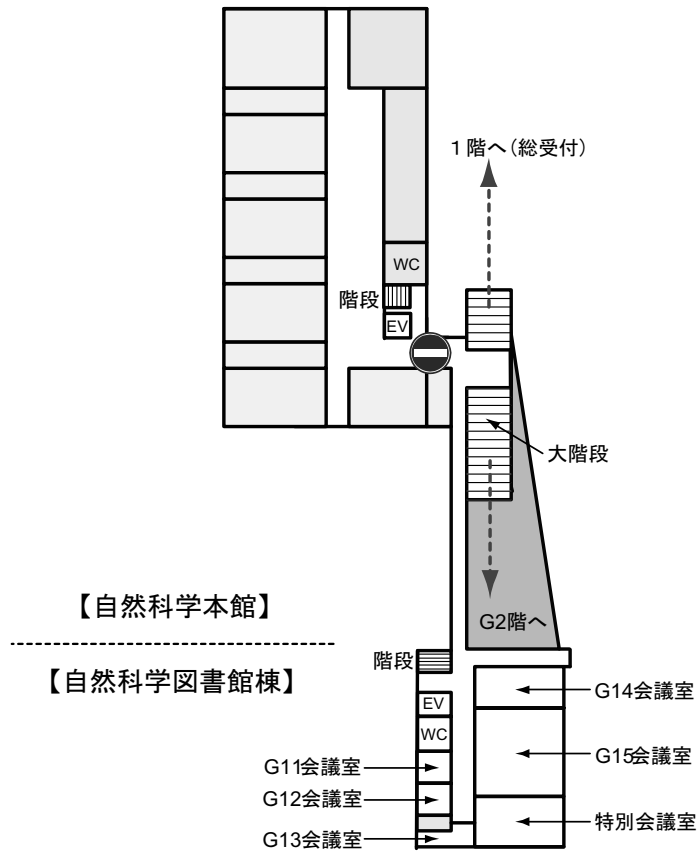 1階へ(総受付)
WC
階段
EV
大階段
【自然科学本館】
G2階へ
【自然科学図書館棟】
階段
EV
G14会議室
WC
G11会議室
G15会議室
G12会議室
特別会議室
G13会議室